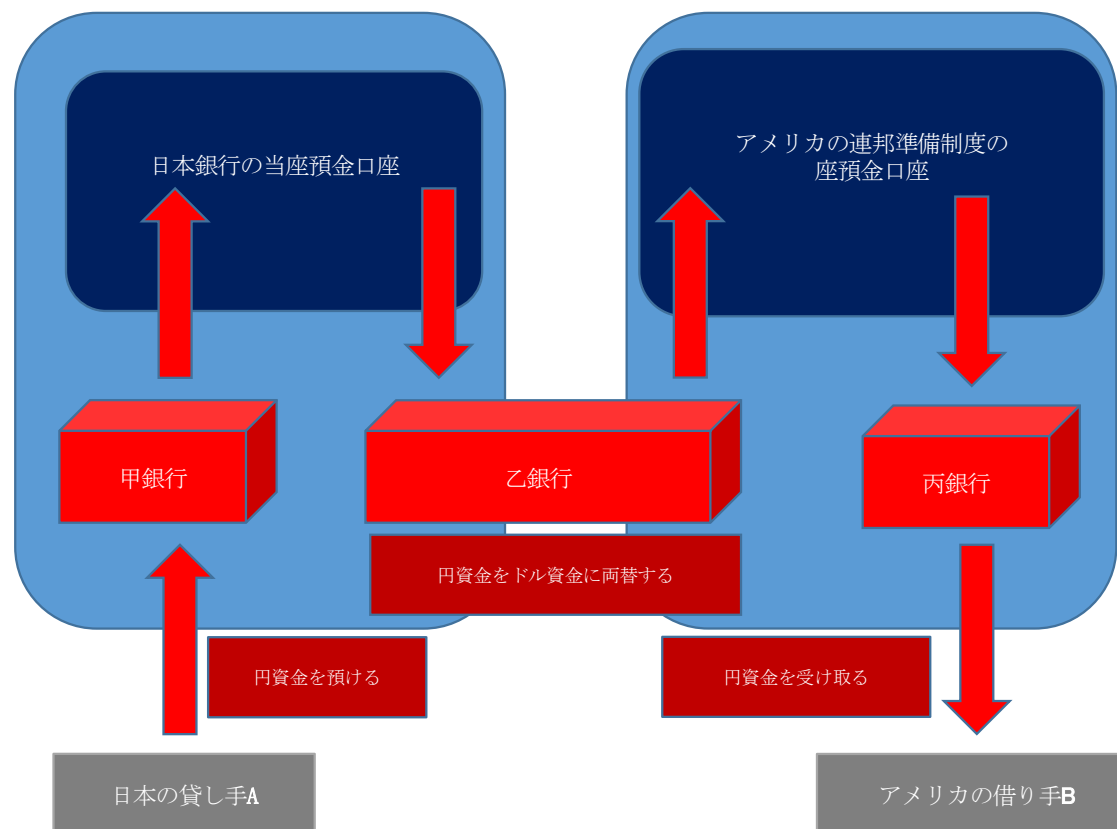 日本銀行の当座預金口座
アメリカの連邦準備制度の
座預金口座
甲銀行
乙銀行
丙銀行
円資金をドル資金に両替する
円資金を預ける
円資金を受け取る
日本の貸し手A
アメリカの借り手B